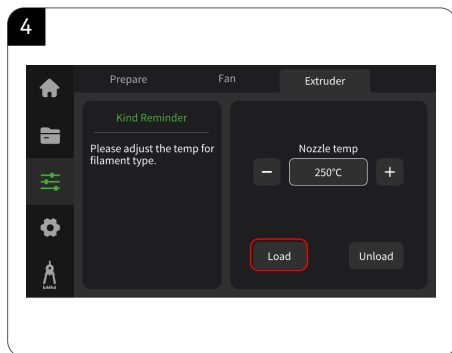 4
Prepare Fan Extruder
Kind Reminder
Please adjust the temp for
filament type.
Nozzle temp
− 250°C +
Load Unload